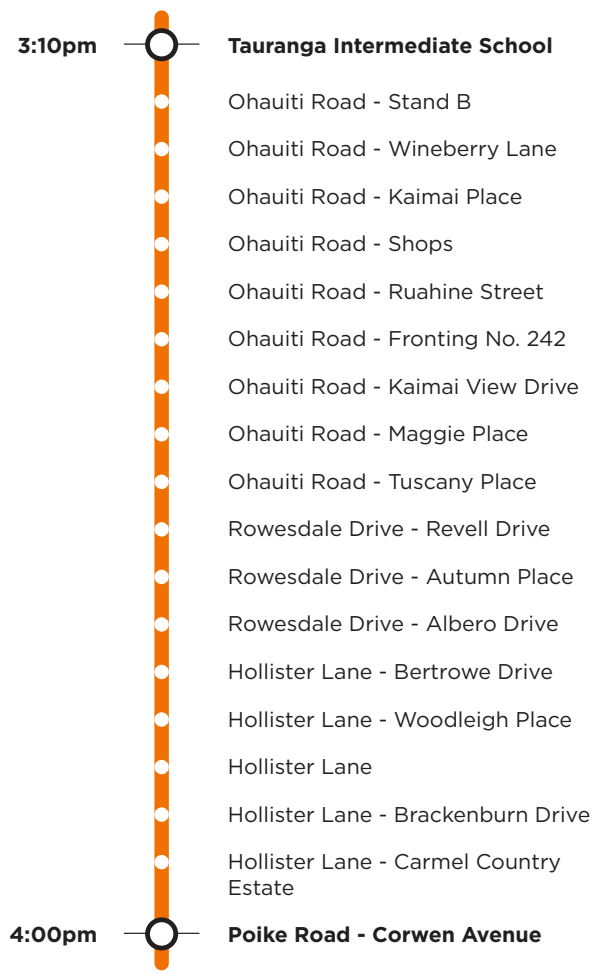 3:10pm Tauranga Intermediate School
Ohauiti Road - Stand B
Ohauiti Road - Wineberry Lane
Ohauiti Road - Kaimai Place
Ohauiti Road - Shops
Ohauiti Road - Ruahine Street
Ohauiti Road - Fronting No. 242
Ohauiti Road - Kaimai View Drive
Ohauiti Road - Maggie Place
Ohauiti Road - Tuscany Place
Rowesdale Drive - Revell Drive
Rowesdale Drive - Autumn Place
Rowesdale Drive - Albero Drive
Hollister Lane - Bertrowe Drive
Hollister Lane - Woodleigh Place
Hollister Lane
Hollister Lane - Brackenburn Drive
Hollister Lane - Carmel Country
Estate
4:00pm Poike Road - Corwen Avenue